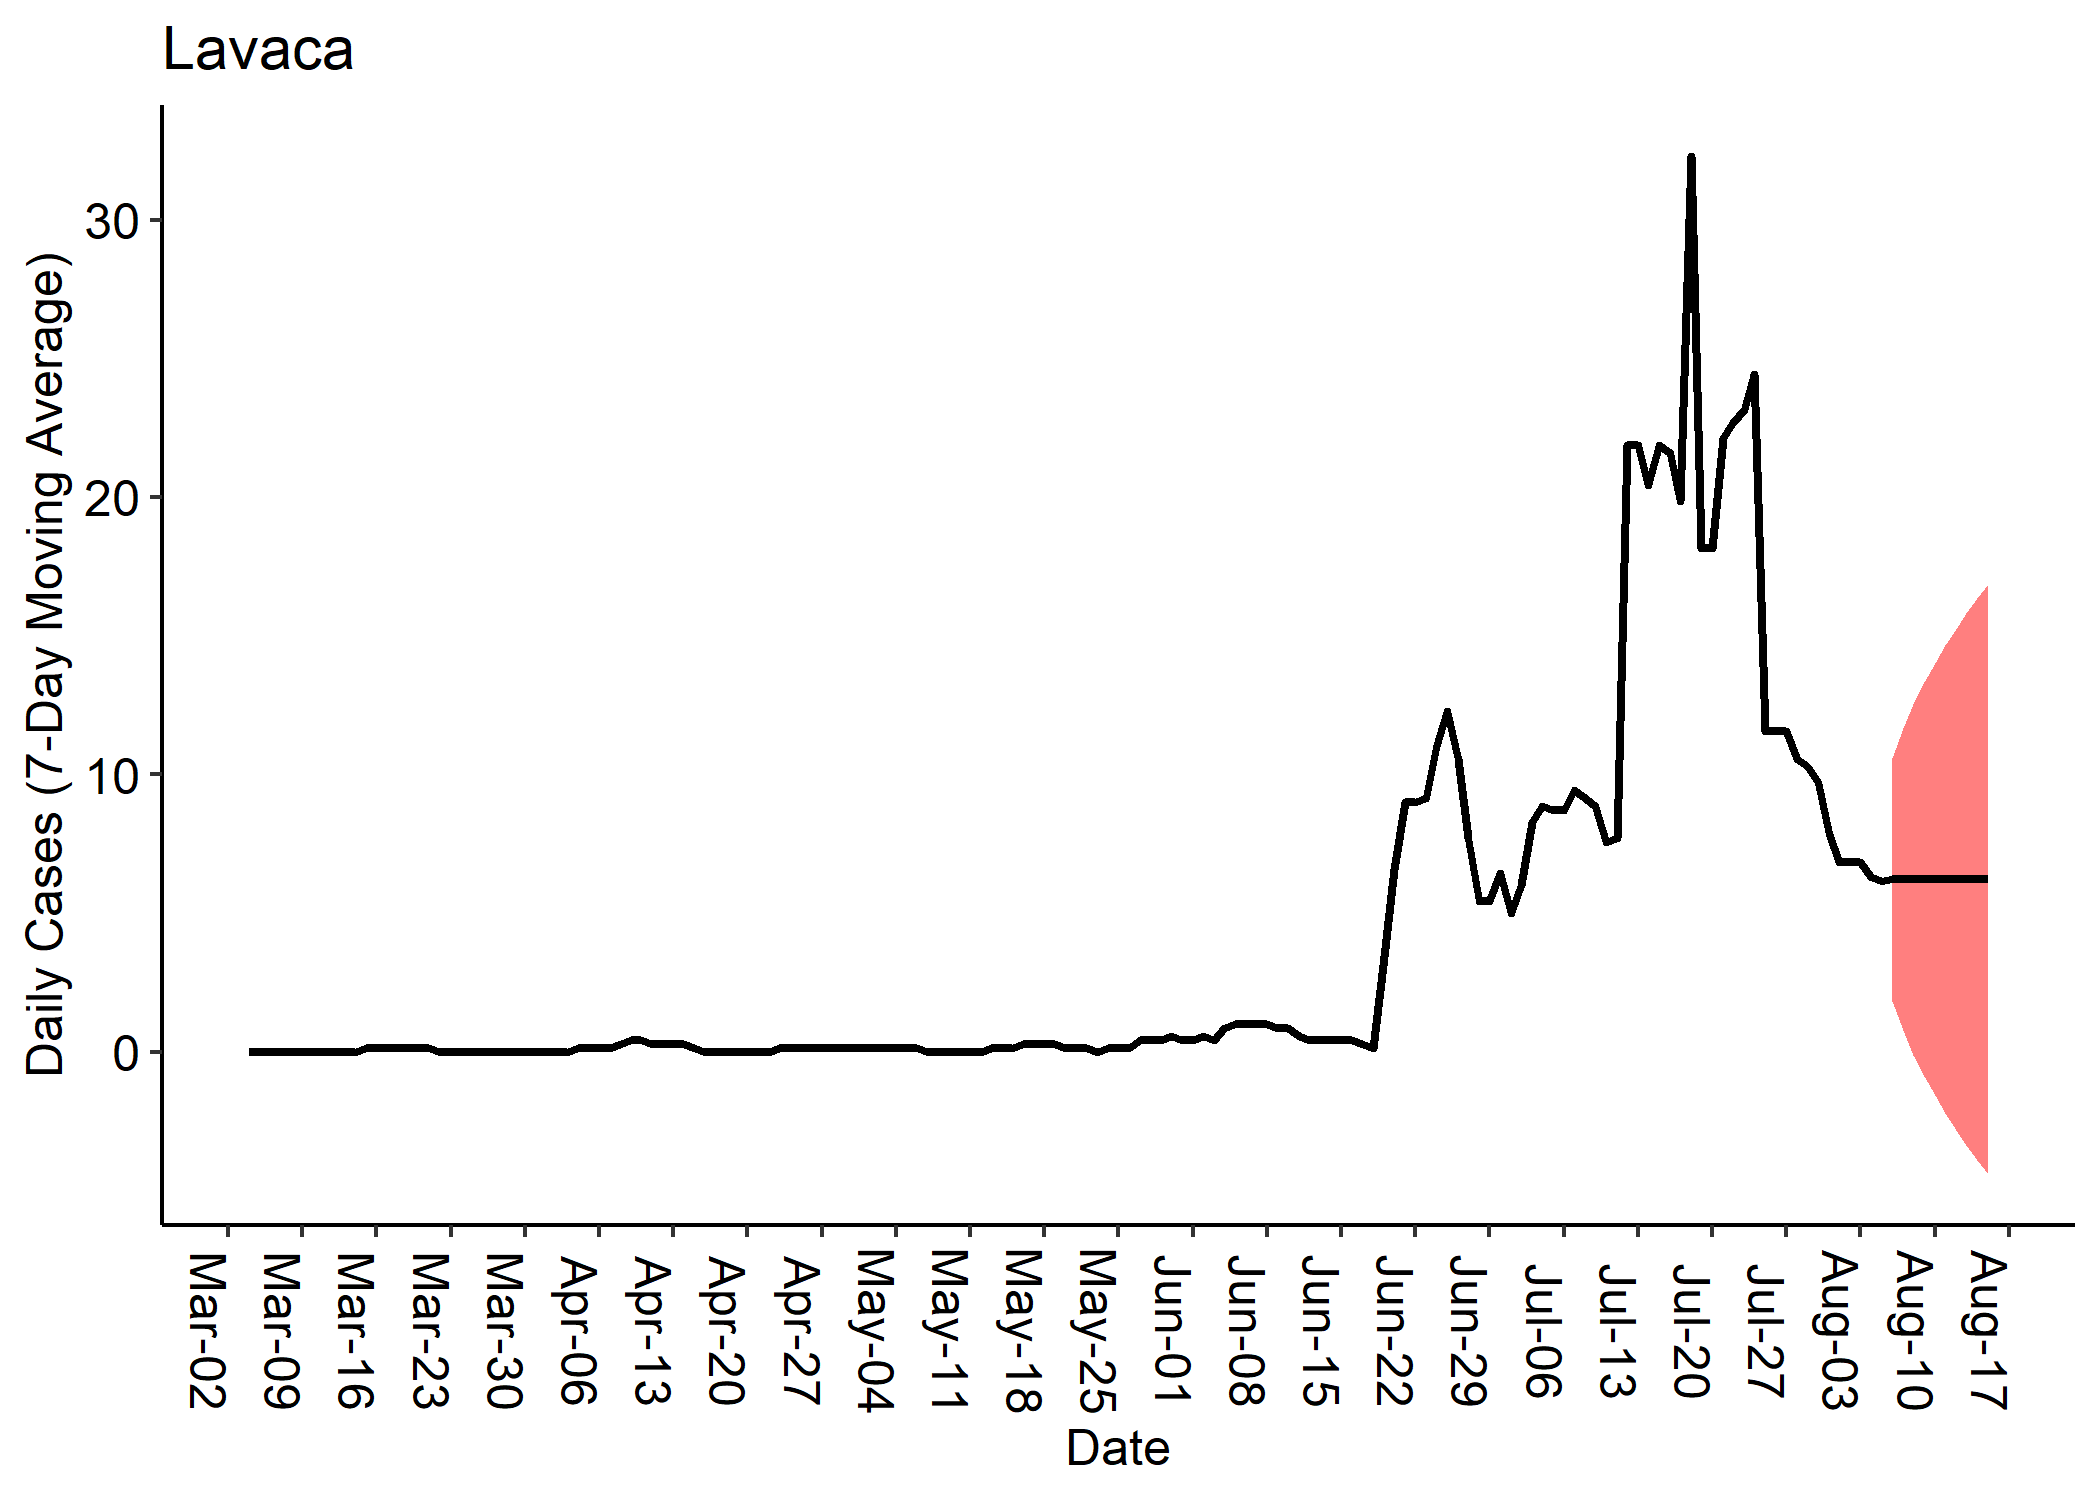 Lavaca
Daily Cases (7-Day Moving Average)
30
20
10
0
Mar-02
Mar-09
Mar-16
Mar-23
Mar-30
Apr-06
Apr-13
Apr-20
Apr-27
May-04
May-11
May-18
May-25
Jun-01
Jun-08
Jun-15
Jun-22
Jun-29
Jul-06
Jul-13
Jul-20
Jul-27
Aug-03
Aug-10
Aug-17
Date